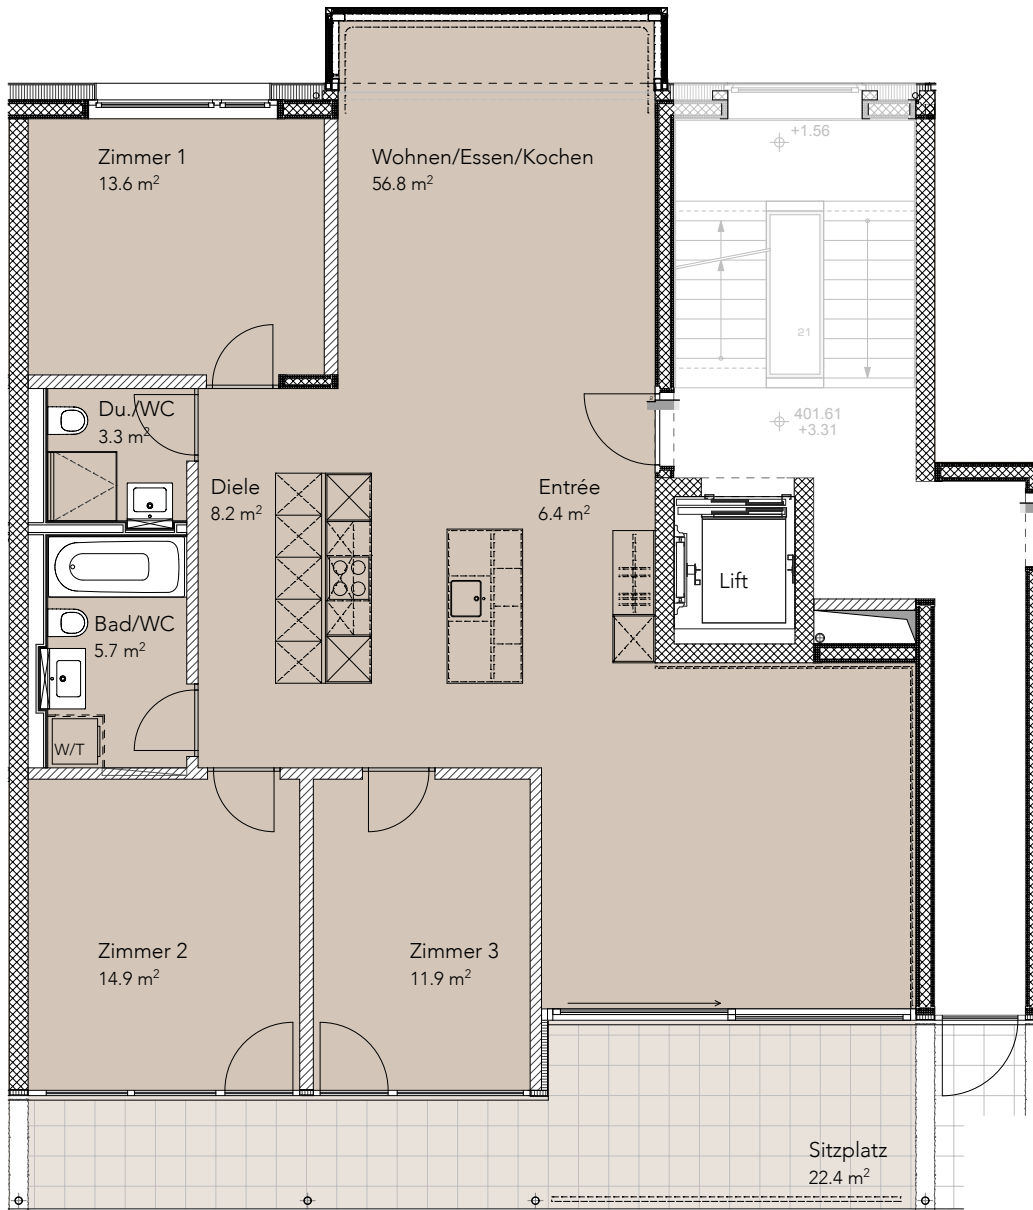 +1.56
Zimmer 1
13.6 m²
Wohnen/Essen/Kochen
56.8 m²
21
Du./WC
3.3 m²
401.61
+3.31
Diele
8.2 m²
Entrée
6.4 m²
Lift
Bad/WC
5.7 m²
W/T
Zimmer 2
14.9 m²
Zimmer 3
11.9 m²
Sitzplatz
22.4 m²